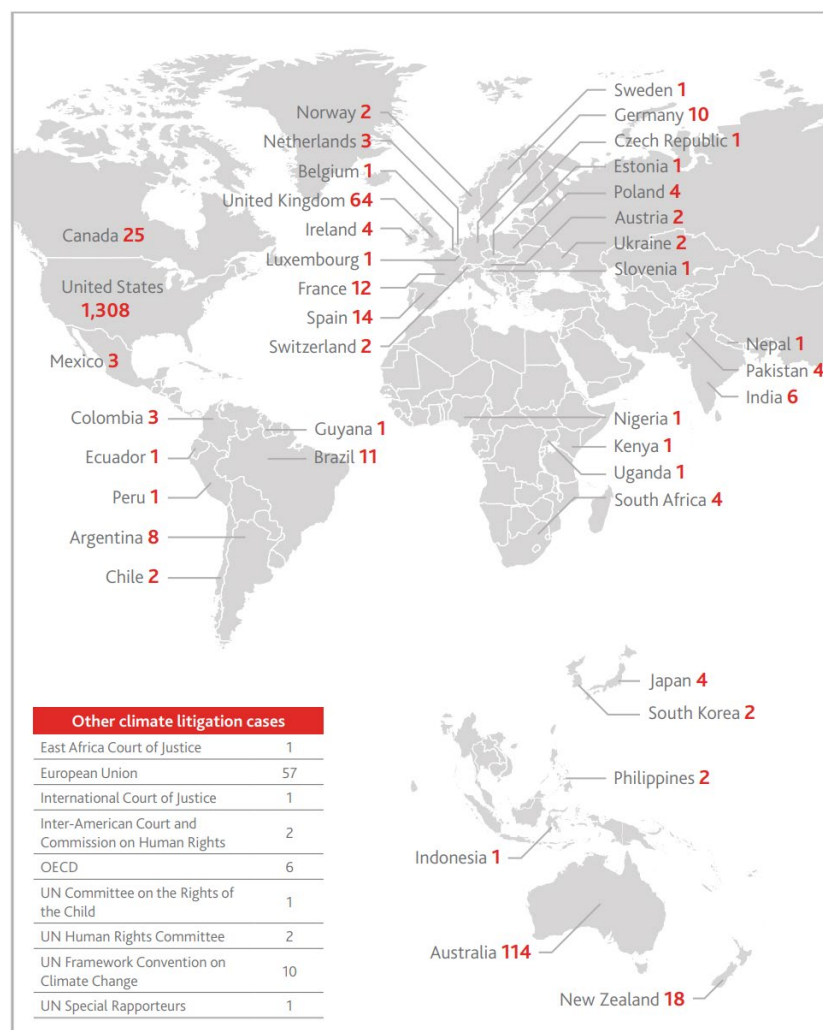 Sweden 1
Norway 2
Germany 10
Netherlands 3
Czech Republic 1
Belgium 1
Estonia 1
United Kingdom 64
Poland 4
Ireland 4
Austria 2
Canada 25
Ukraine 2
Luxembourg 1
Slovenia 1
United States
1,308
France 12
Spain 14
Switzerland 2
Nepal 1
Mexico 3
Pakistan 4
India 6
Colombia 3
Guyana 1
Nigeria 1
Ecuador 1
Brazil 11
Kenya 1
Uganda 1
Peru 1
South Africa 4
Argentina 8
Chile 2
Japan 4
South Korea 2
Philippines 2
Indonesia 1
Australia 114
New Zealand 18
Other climate litigation cases
East Africa Court of Justice 1
European Union 57
International Court of Justice 1
Inter-American Court and
Commission on Human Rights 2
OECD 6
UN Committee on the Rights of
the Child 1
UN Human Rights Committee 2
UN Framework Convention on
Climate Change 10
UN Special Rapporteurs 1